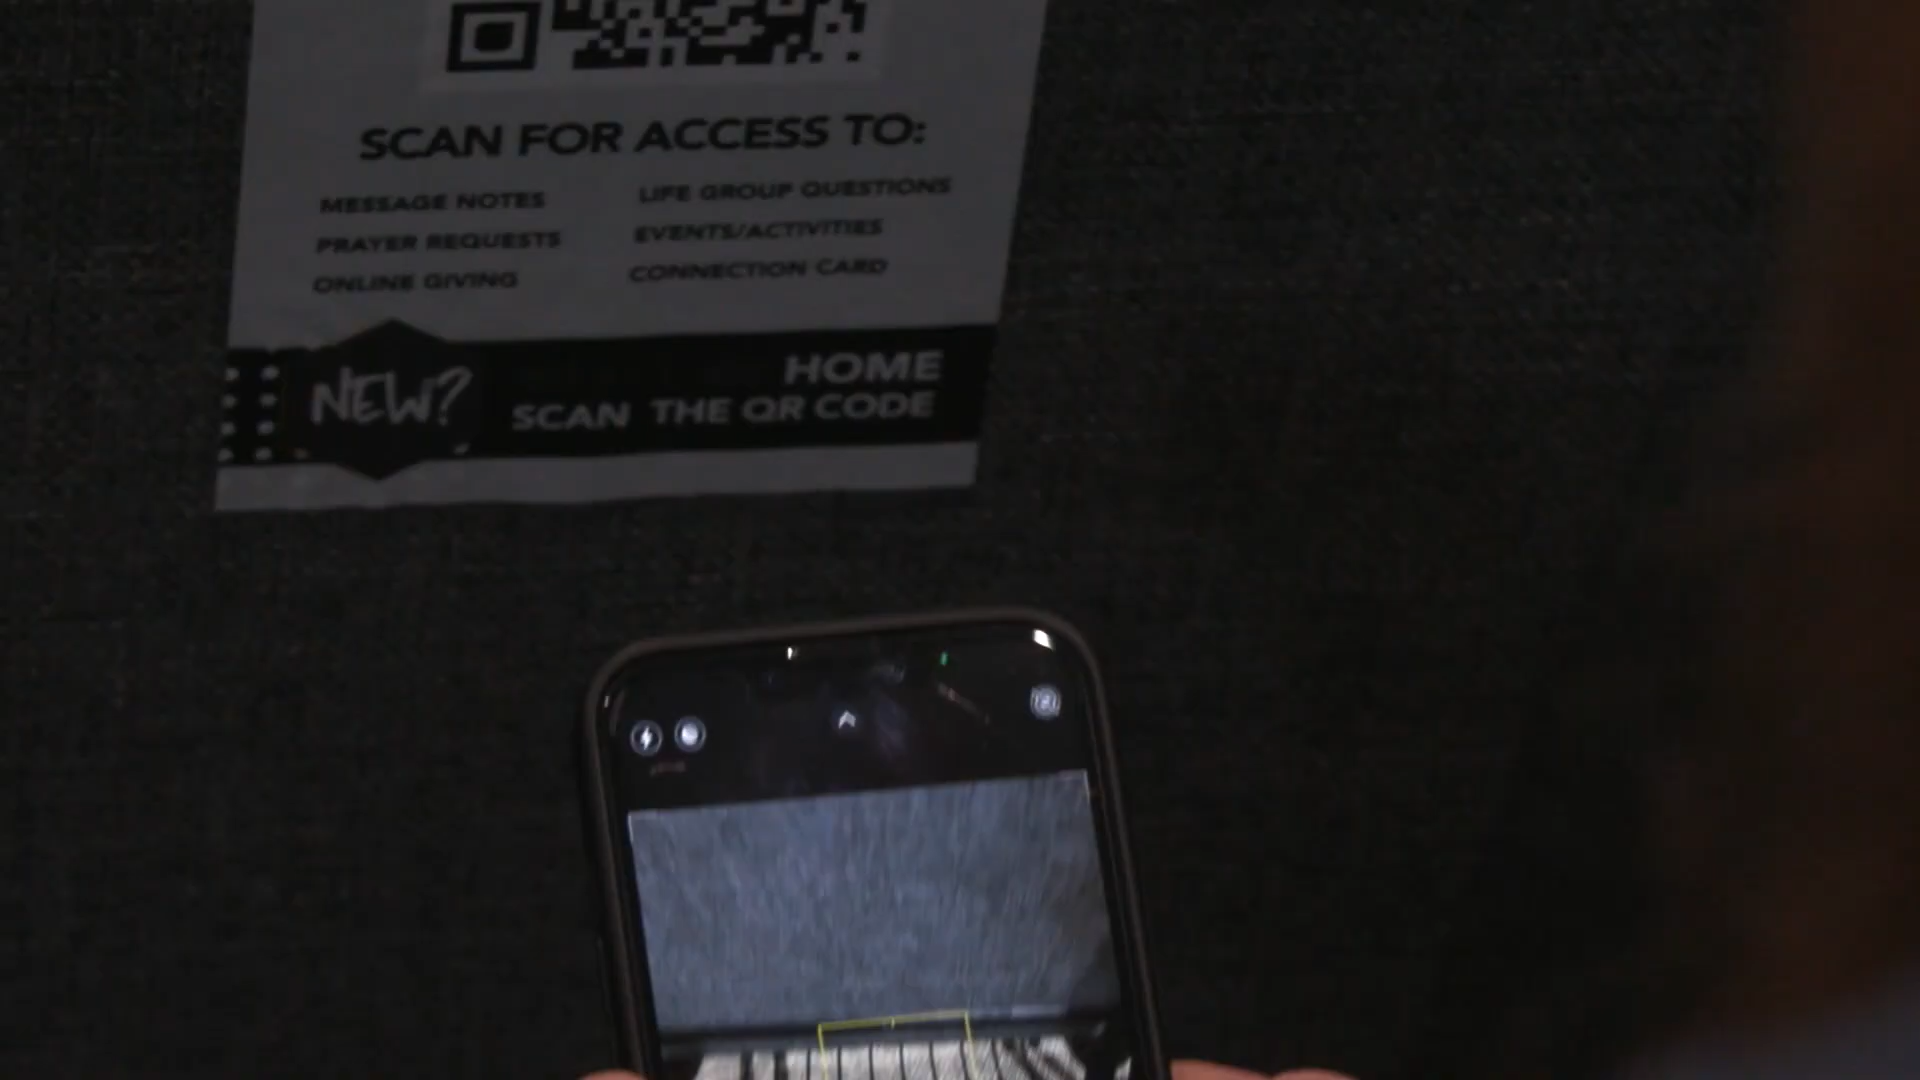 SCAN FOR ACCESS TO:
MESSAGE NOTES
PRAYER REQUESTS
ONLINE GIVING
LIFE GROUP QUESTIONS
EVENTS/ACTIVITIES
CONNECTION CARD
NEW?
HOME
SCAN THE QR CODE